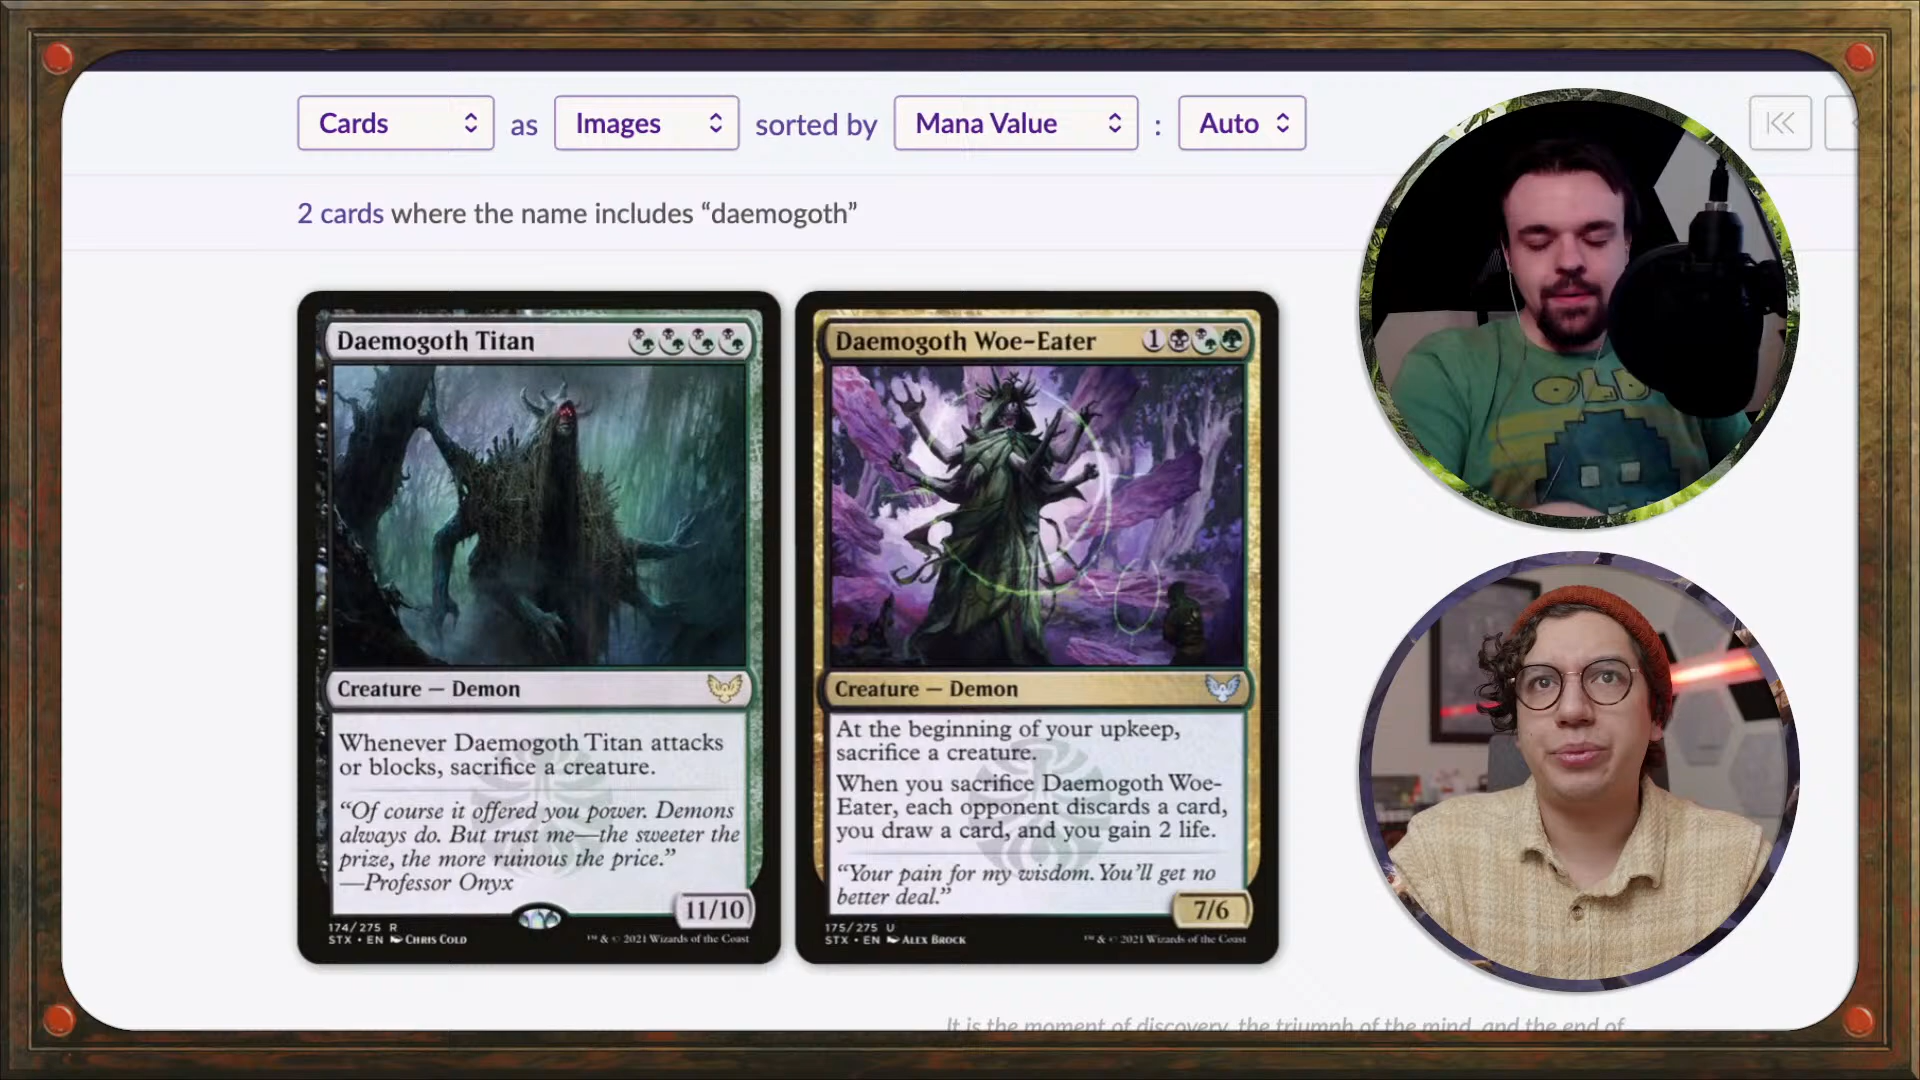 Cards as Images sorted by Mana Value : Auto
2 cards where the name includes “daemogoth”
Daemogoth Titan
Creature — Demon
Whenever Daemogoth Titan attacks
or blocks, sacrifice a creature.
“Of course it offered you power. Demons
always do. But trust me—the sweeter the
prize, the more ruinous the price.”
—Professor Onyx
11/10
174/275 R
STX • EN CHRIS COLD
™ & © 2021 Wizards of the Coast
Daemogoth Woe-Eater
1
Creature — Demon
At the beginning of your upkeep,
sacrifice a creature.
When you sacrifice Daemogoth Woe-
Eater, each opponent discards a card,
you draw a card, and you gain 2 life.
“Your pain for my wisdom. You’ll get no
better deal.”
7/6
175/275 U
STX • EN ALEX BROCK
™ & © 2021 Wizards of the Coast
OLD
It is the moment of discovery, the triumph of the mind, and the end of